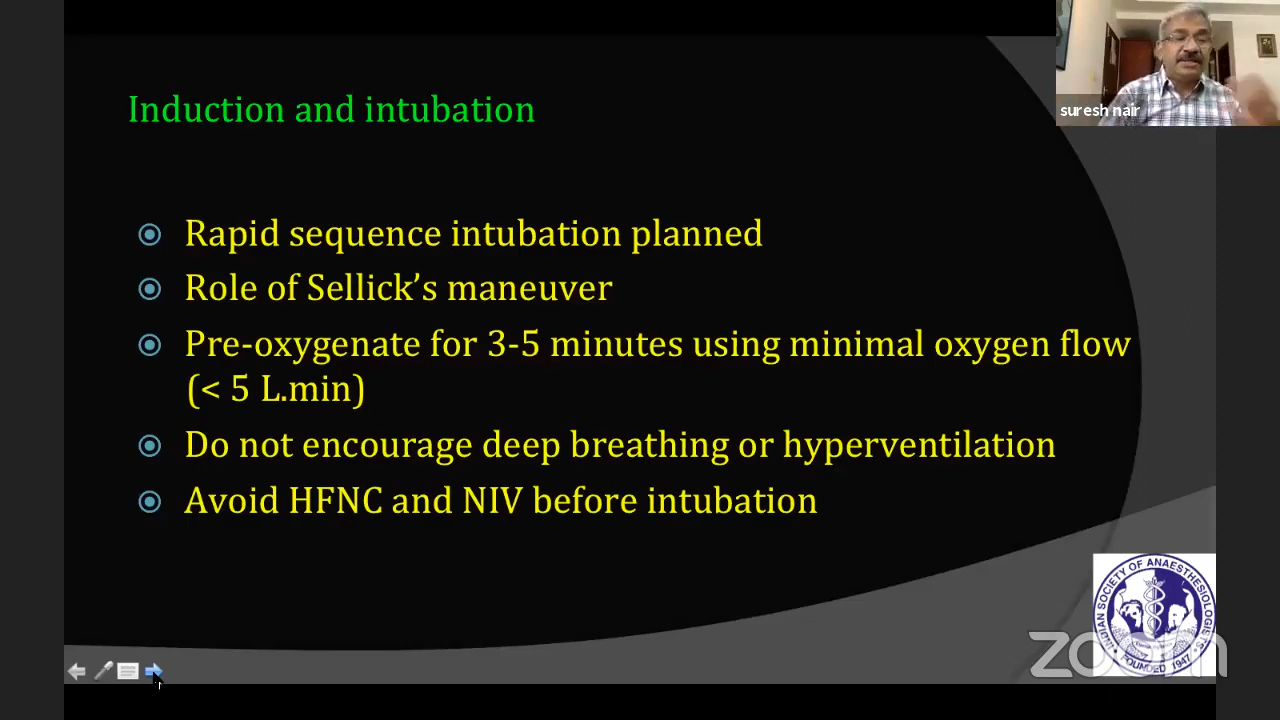 Induction and intubation
suresh nair
Rapid sequence intubation planned
Role of Sellick’s maneuver
Pre-oxygenate for 3-5 minutes using minimal oxygen flow
(< 5 L.min)
Do not encourage deep breathing or hyperventilation
Avoid HFNC and NIV before intubation
INDIAN SOCIETY OF ANAESTHESIOLOGISTS
FOUNDED 1947
zoom